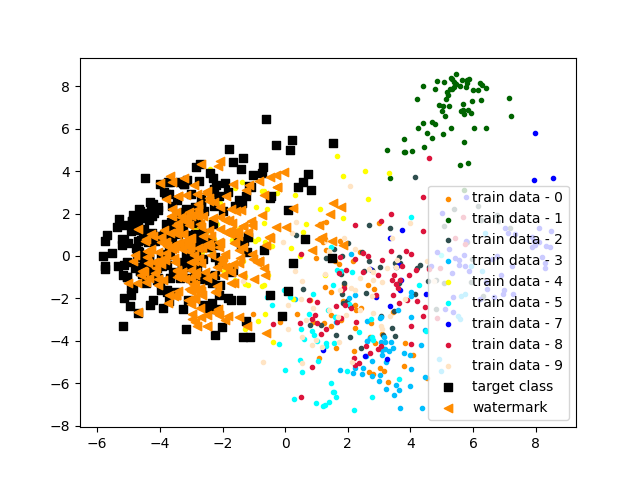 8
6
4
2
0
−2
−4
−6
−8
−6
−4
−2
0
2
4
6
8
train data - 0
train data - 1
train data - 2
train data - 3
train data - 4
train data - 5
train data - 7
train data - 8
train data - 9
target class
watermark